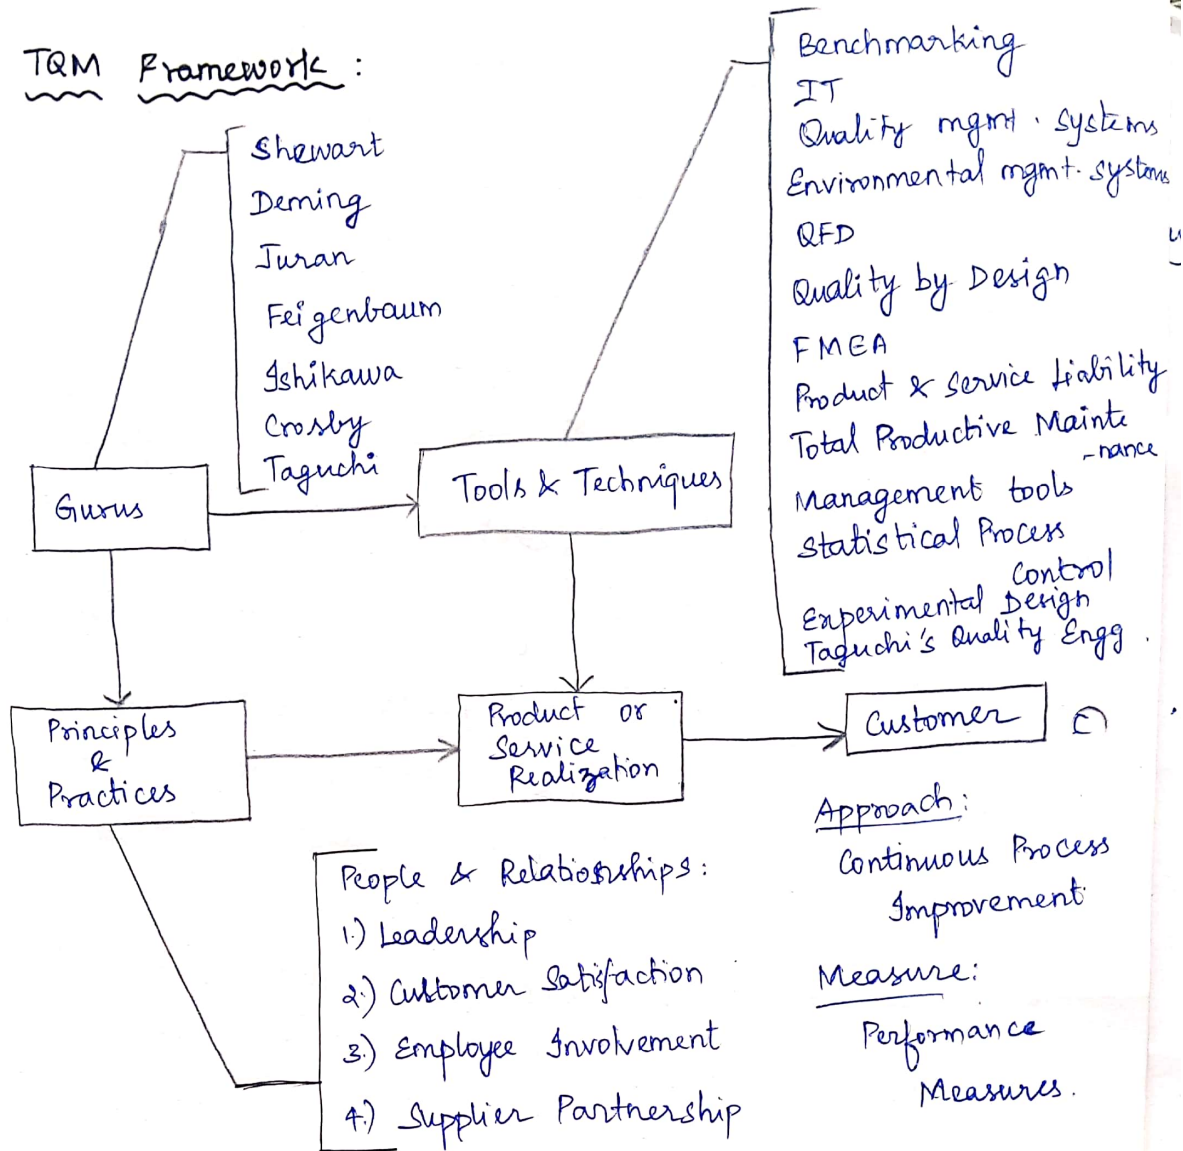 TQM Framework :
Shewart
Deming
Juran
Feigenbaum
Ishikawa
Crosby
Taguchi
Gurus
Tools & Techniques
Benchmarking
IT
Quality mgmt. systems
Environmental mgmt. systems
QFD
Quality by Design
FMEA
Product & Service Liability
Total Productive Mainte
-nance
Management tools
Statistical Process
Control
Experimental Design
Taguchi's Quality Engg.
Principles
&
Practices
Product or
Service
Realization
Customer
People & Relationships:
1.) Leadership
2.) Customer Satisfaction
3.) Employee Involvement
4.) Supplier Partnership
Approach:
Continuous Process
Improvement
Measure:
Performance
Measures.